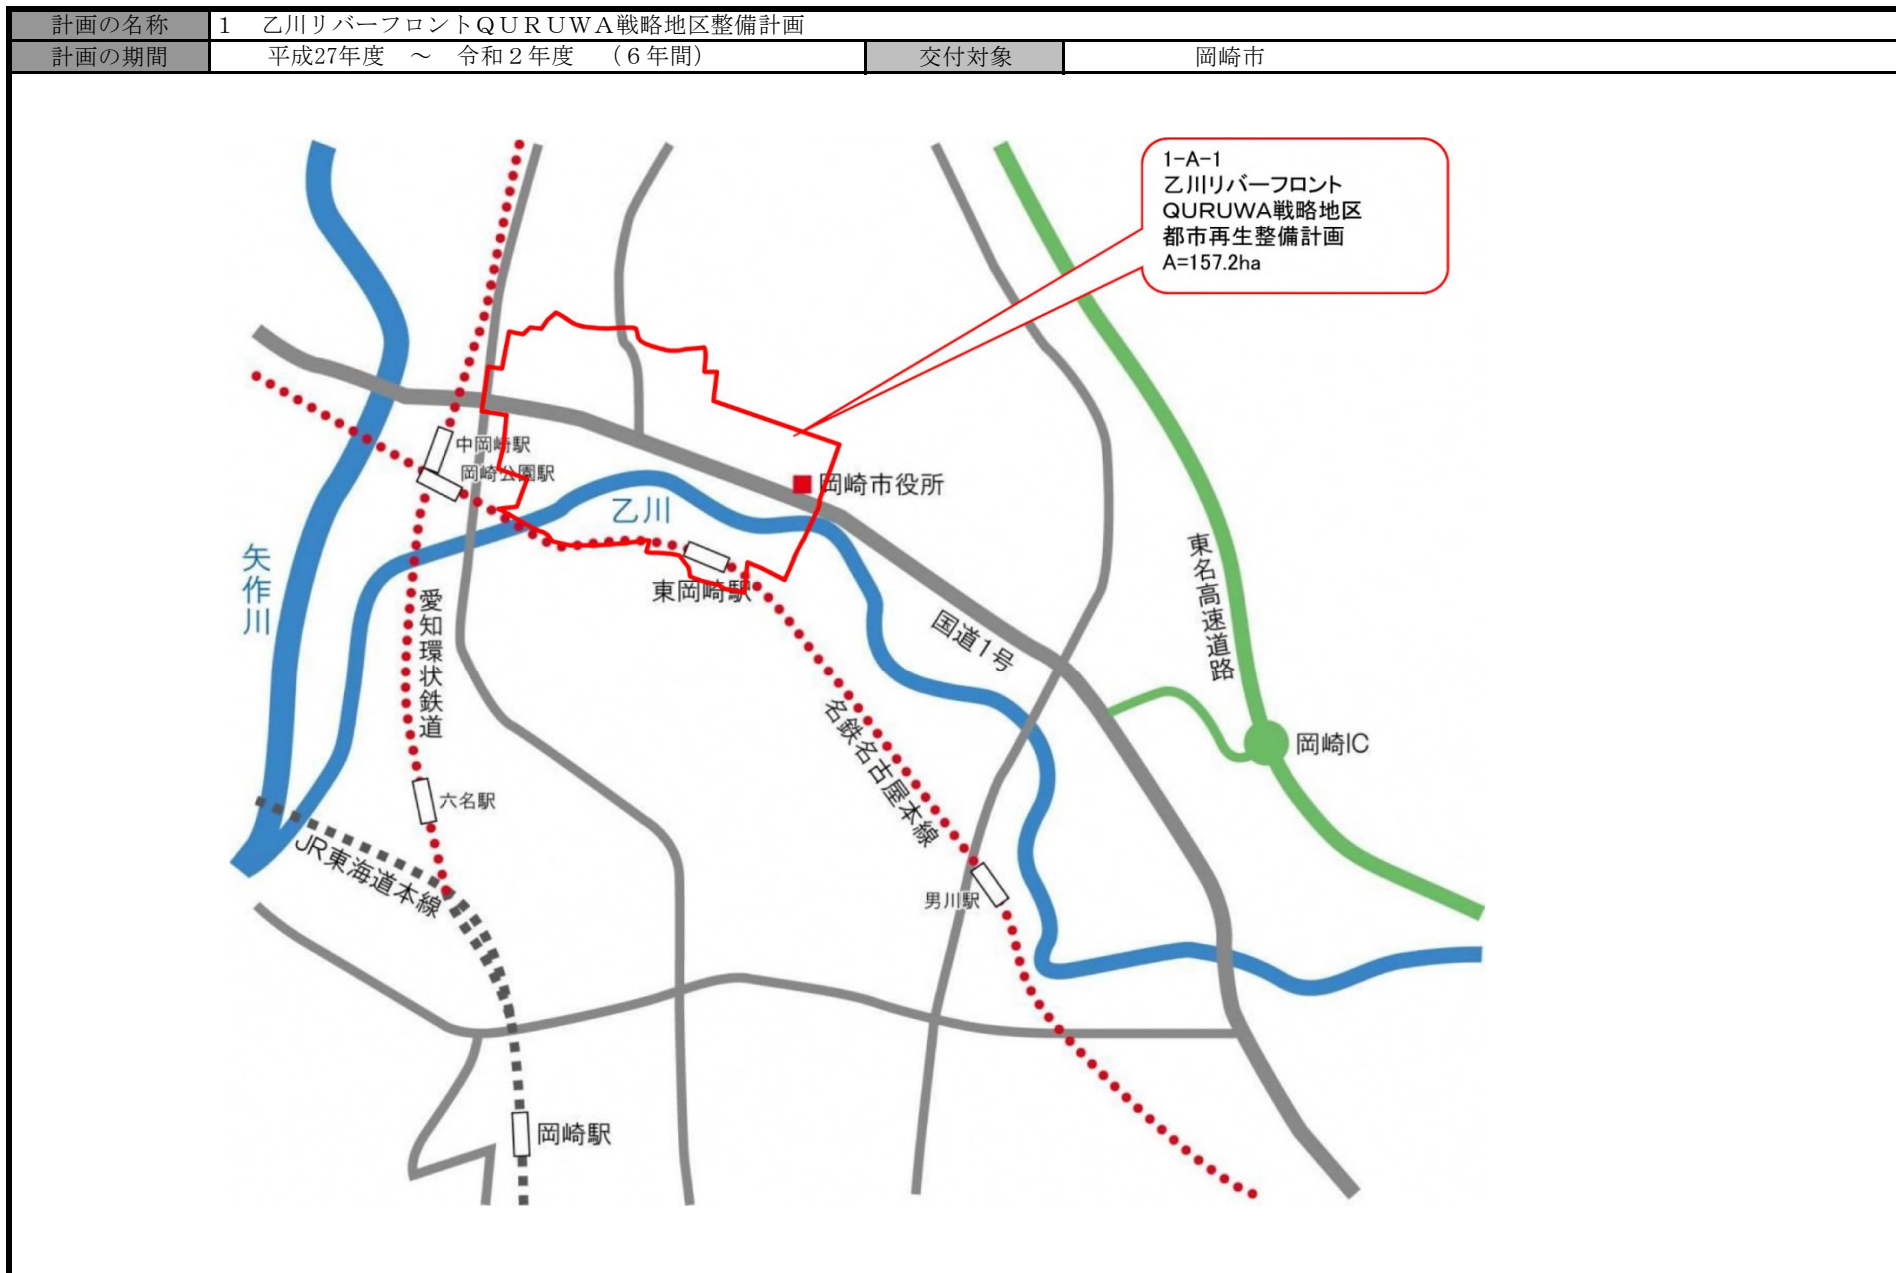 計画の名称 1 乙川リバーフロントＱＵＲＵＷＡ戦略地区整備計画
計画の期間 平成27年度 ～ 令和２年度 （６年間） 交付対象 岡崎市
1-A-1
乙川リバーフロント
QURUWA戦略地区
都市再生整備計画
A=157.2ha
中岡崎駅
岡崎公園駅
岡崎市役所
乙川
矢作川
東岡崎駅
愛知環状鉄道
国道1号
東名高速道路
名鉄名古屋本線
岡崎IC
六名駅
JR東海道本線
男川駅
岡崎駅